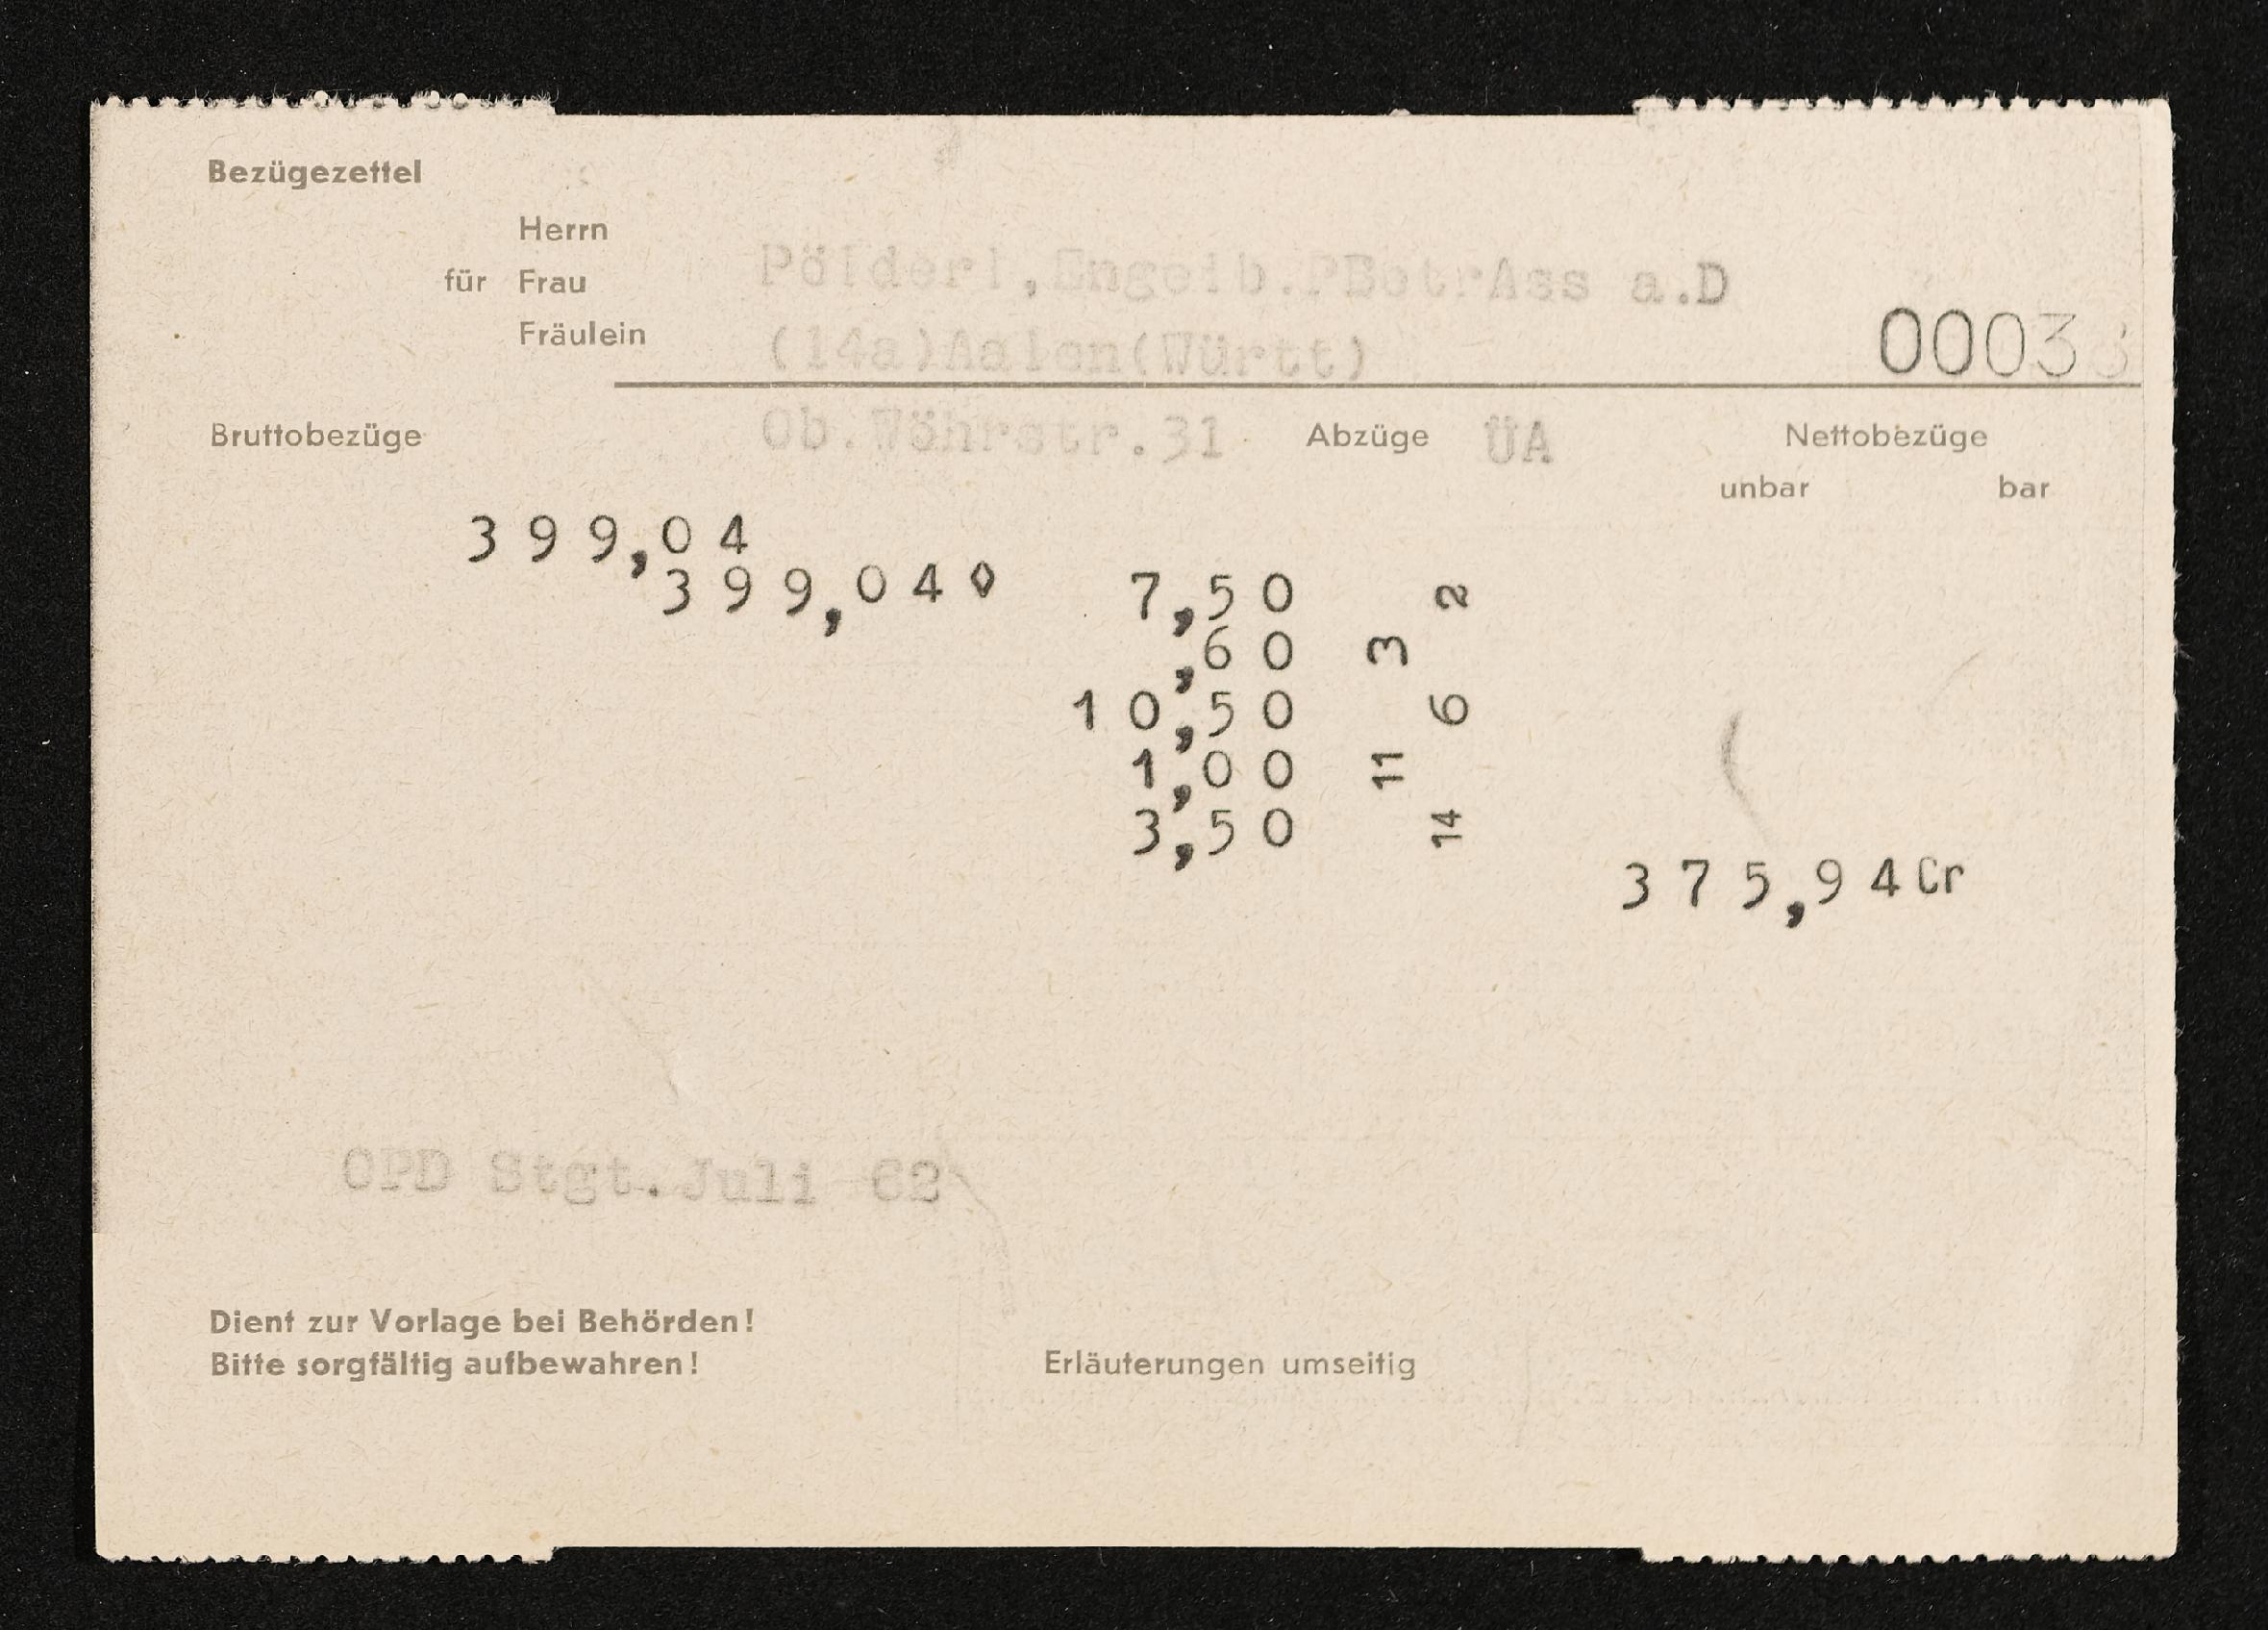 Bezügezettel
Herrn
für Frau
Fräulein
Pölderl,Engelb.PBetrAss a.D
(14a)Aalen(Württ)
0003
Ob.Wöhrstr.31
Bruttobezüge
Abzüge ÜA
Nettobezüge
unbar bar
399,04
399,04◊
7,50 2
,60 3
10,50 6
1,00 11
3,50 14
375,94Cr
OPD Stgt.Juli 62
Dient zur Vorlage bei Behörden!
Bitte sorgfältig aufbewahren!
Erläuterungen umseitig